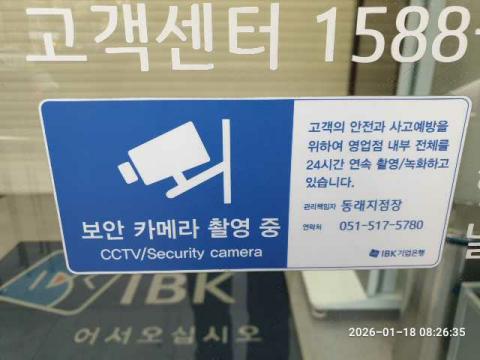 고객센터 1588-
보안 카메라 촬영 중
CCTV/Security camera
고객의 안전과 사고예방을
위하여 영업점 내부 전체를
24시간 연속 촬영/녹화하고
있습니다.
관리책임자 동래지점장
연락처 051-517-5780
IBK 기업은행
IBK
어서오십시오
2026-01-18 08:26:35